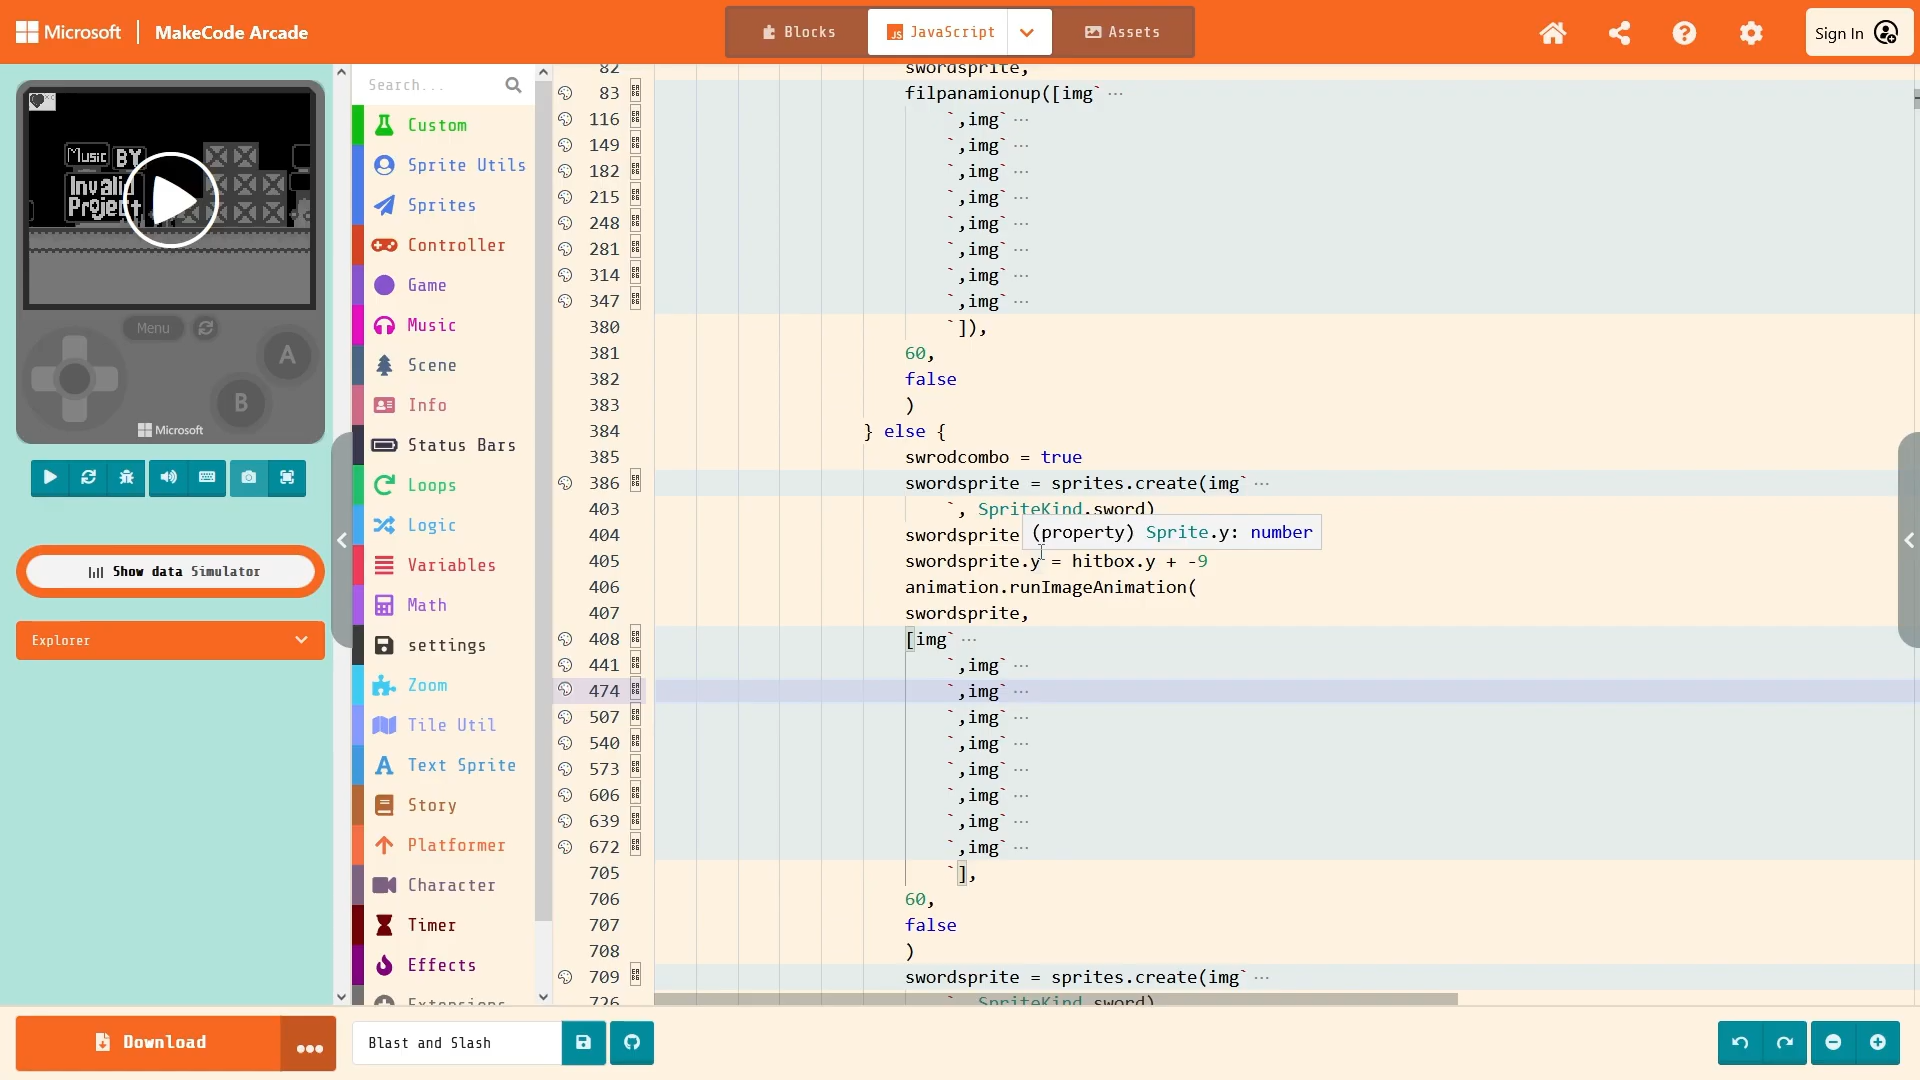 Microsoft
MakeCode Arcade
Blocks
JavaScript
Assets
Sign In
Music BY
Invalid
Project
Menu
A
B
Microsoft
Show data Simulator
Explorer
Search...
Custom
Sprite Utils
Sprites
Controller
Game
Music
Scene
Info
Status Bars
Loops
Logic
Variables
Math
settings
Zoom
Tile Util
Text Sprite
Story
Platformer
Character
Timer
Effects
Extensions
82 swordsprite,
83 filpanamionup([img` ···
116 `,img` ···
149 `,img` ···
182 `,img` ···
215 `,img` ···
248 `,img` ···
281 `,img` ···
314 `,img` ···
347 `,img` ···
380 `]),
381 60,
382 false
383 )
384 } else {
385 swrodcombo = true
386 swordsprite = sprites.create(img` ···
403 `, SpriteKind.sword)
404 swordsprite
(property) Sprite.y: number
405 swordsprite.y = hitbox.y + -9
406 animation.runImageAnimation(
407 swordsprite,
408 [img` ···
441 `,img` ···
474 `,img` ···
507 `,img` ···
540 `,img` ···
573 `,img` ···
606 `,img` ···
639 `,img` ···
672 `,img` ···
705 `],
706 60,
707 false
708 )
709 swordsprite = sprites.create(img` ···
726 `, SpriteKind.sword)
Download
Blast and Slash